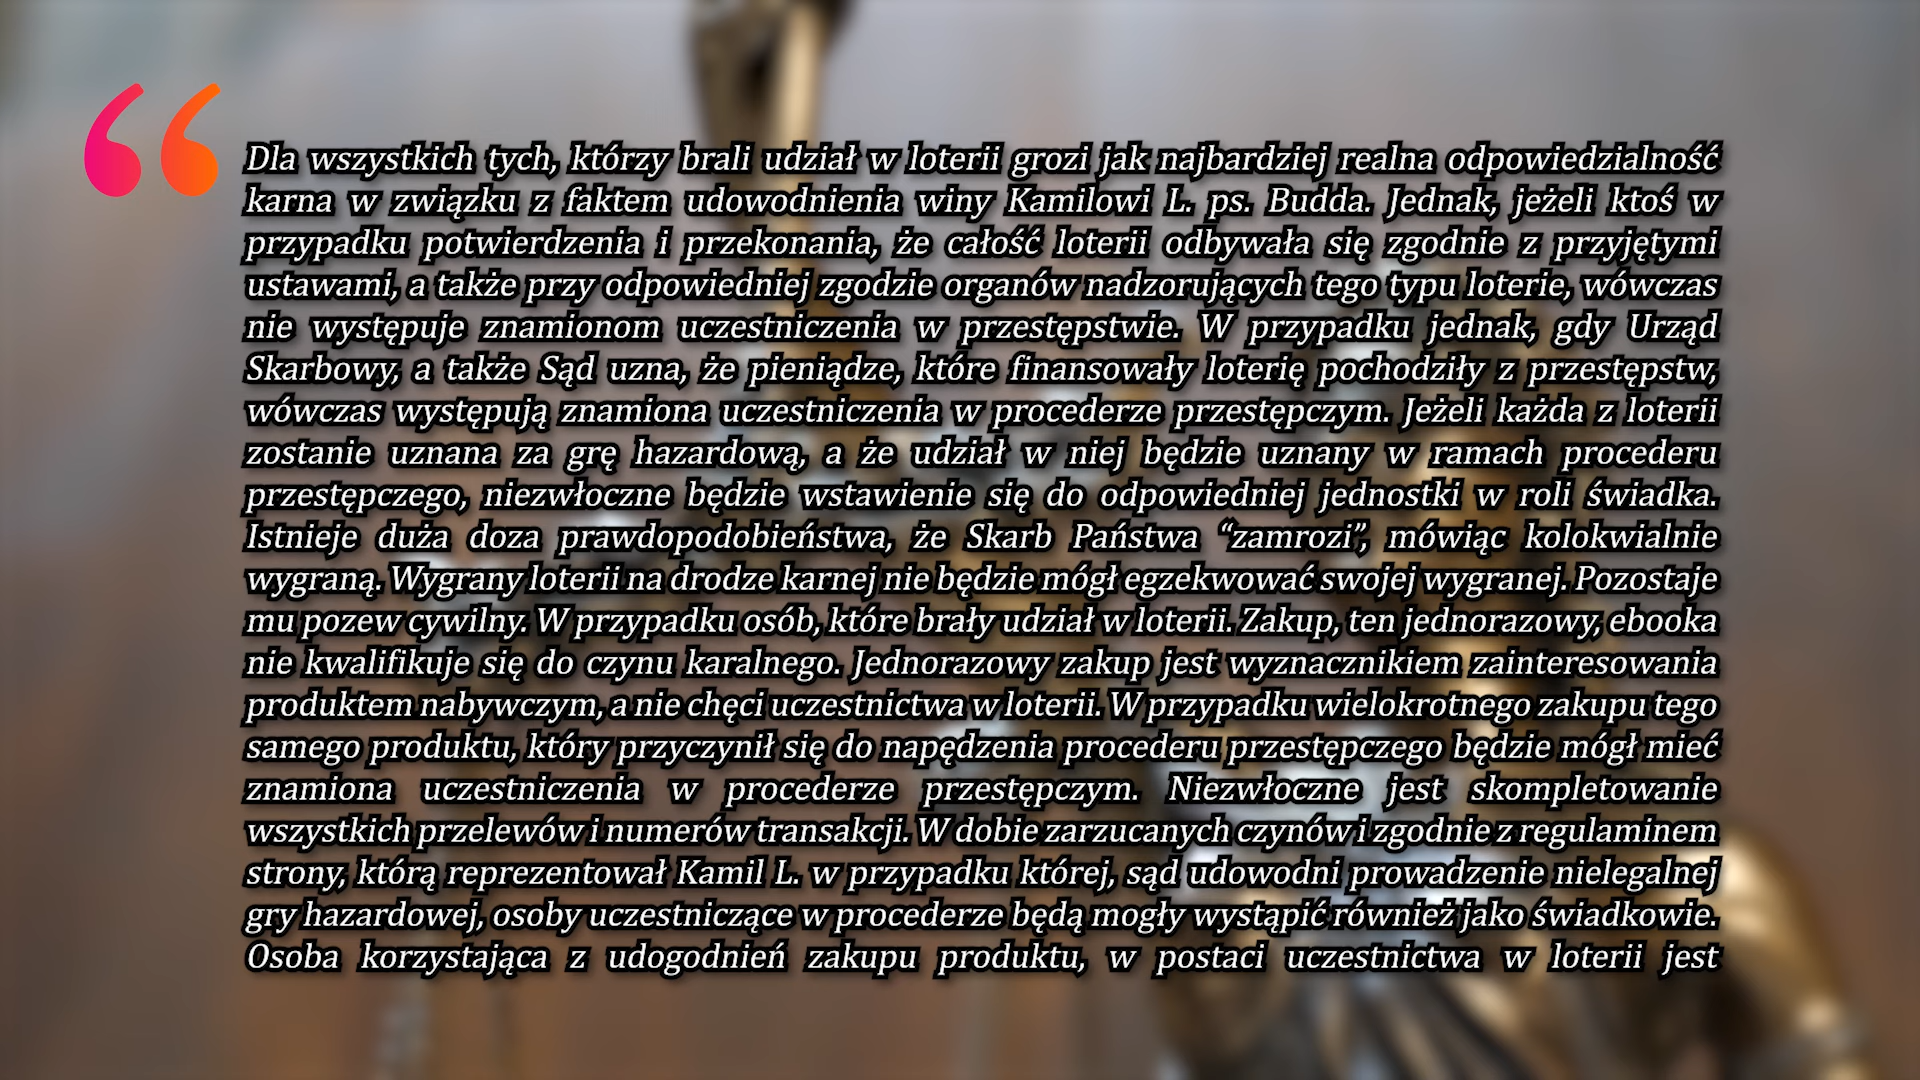 “
Dla wszystkich tych, którzy brali udział w loterii grozi jak najbardziej realna odpowiedzialność
karna w związku z faktem udowodnienia winy Kamilowi L. ps. Budda. Jednak, jeżeli ktoś w
przypadku potwierdzenia i przekonania, że całość loterii odbywała się zgodnie z przyjętymi
ustawami, a także przy odpowiedniej zgodzie organów nadzorujących tego typu loterie, wówczas
nie występuje znamionom uczestniczenia w przestępstwie. W przypadku jednak, gdy Urząd
Skarbowy, a także Sąd uzna, że pieniądze, które finansowały loterię pochodziły z przestępstw,
wówczas występują znamiona uczestniczenia w procederze przestępczym. Jeżeli każda z loterii
zostanie uznana za grę hazardową, a że udział w niej będzie uznany w ramach procederu
przestępczego, niezwłoczne będzie wstawienie się do odpowiedniej jednostki w roli świadka.
Istnieje duża doza prawdopodobieństwa, że Skarb Państwa “zamrozi”, mówiąc kolokwialnie
wygraną. Wygrany loterii na drodze karnej nie będzie mógł egzekwować swojej wygranej. Pozostaje
mu pozew cywilny. W przypadku osób, które brały udział w loterii. Zakup, ten jednorazowy, ebooka
nie kwalifikuje się do czynu karalnego. Jednorazowy zakup jest wyznacznikiem zainteresowania
produktem nabywczym, a nie chęci uczestnictwa w loterii. W przypadku wielokrotnego zakupu tego
samego produktu, który przyczynił się do napędzenia procederu przestępczego będzie mógł mieć
znamiona uczestniczenia w procederze przestępczym. Niezwłoczne jest skompletowanie
wszystkich przelewów i numerów transakcji. W dobie zarzucanych czynów i zgodnie z regulaminem
strony, którą reprezentował Kamil L. w przypadku której, sąd udowodni prowadzenie nielegalnej
gry hazardowej, osoby uczestniczące w procederze będą mogły wystąpić również jako świadkowie.
Osoba korzystająca z udogodnień zakupu produktu, w postaci uczestnictwa w loterii jest